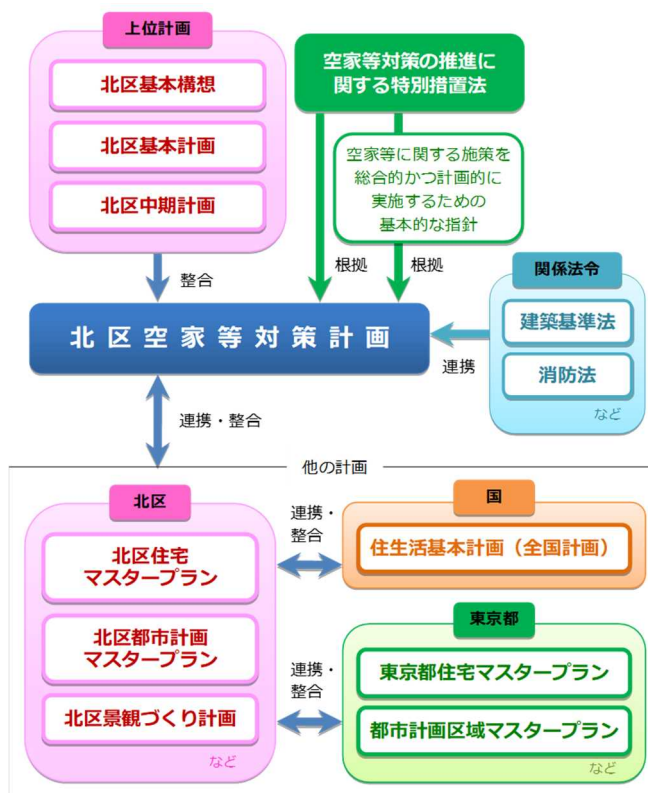 上位計画
北区基本構想
北区基本計画
北区中期計画
整合
空家等対策の推進に
関する特別措置法
空家等に関する施策を
総合的かつ計画的に
実施するための
基本的な指針
根拠
根拠
関係法令
建築基準法
消防法
など
連携
北区空家等対策計画
連携・整合
他の計画
北区
北区住宅
マスタープラン
北区都市計画
マスタープラン
北区景観づくり計画
など
連携・
整合
国
住生活基本計画（全国計画）
連携・
整合
東京都
東京都住宅マスタープラン
都市計画区域マスタープラン
など